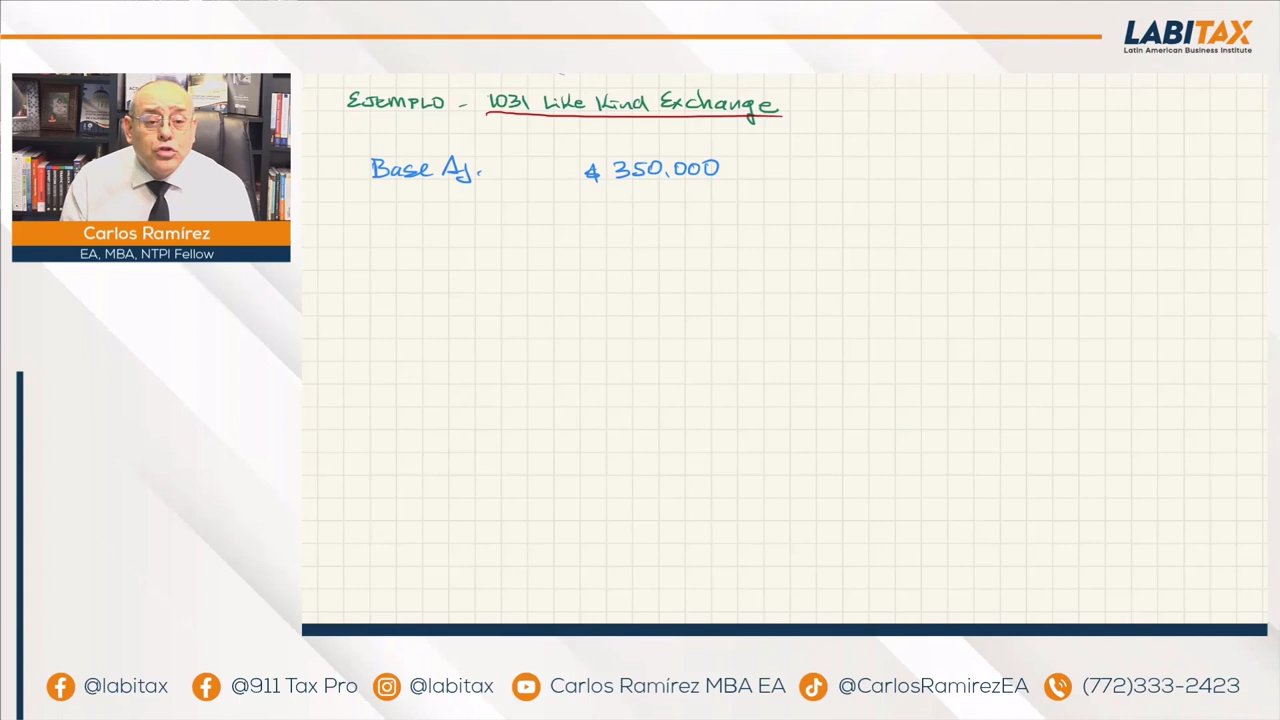 LABITAX
Latin American Business Institute
EJEMPLO - 1031 Like Kind Exchange
Base Aj. $ 350,000
Carlos Ramírez
EA, MBA, NTPI Fellow
@labitax @911 Tax Pro @labitax Carlos Ramírez MBA EA @CarlosRamirezEA (772)333-2423